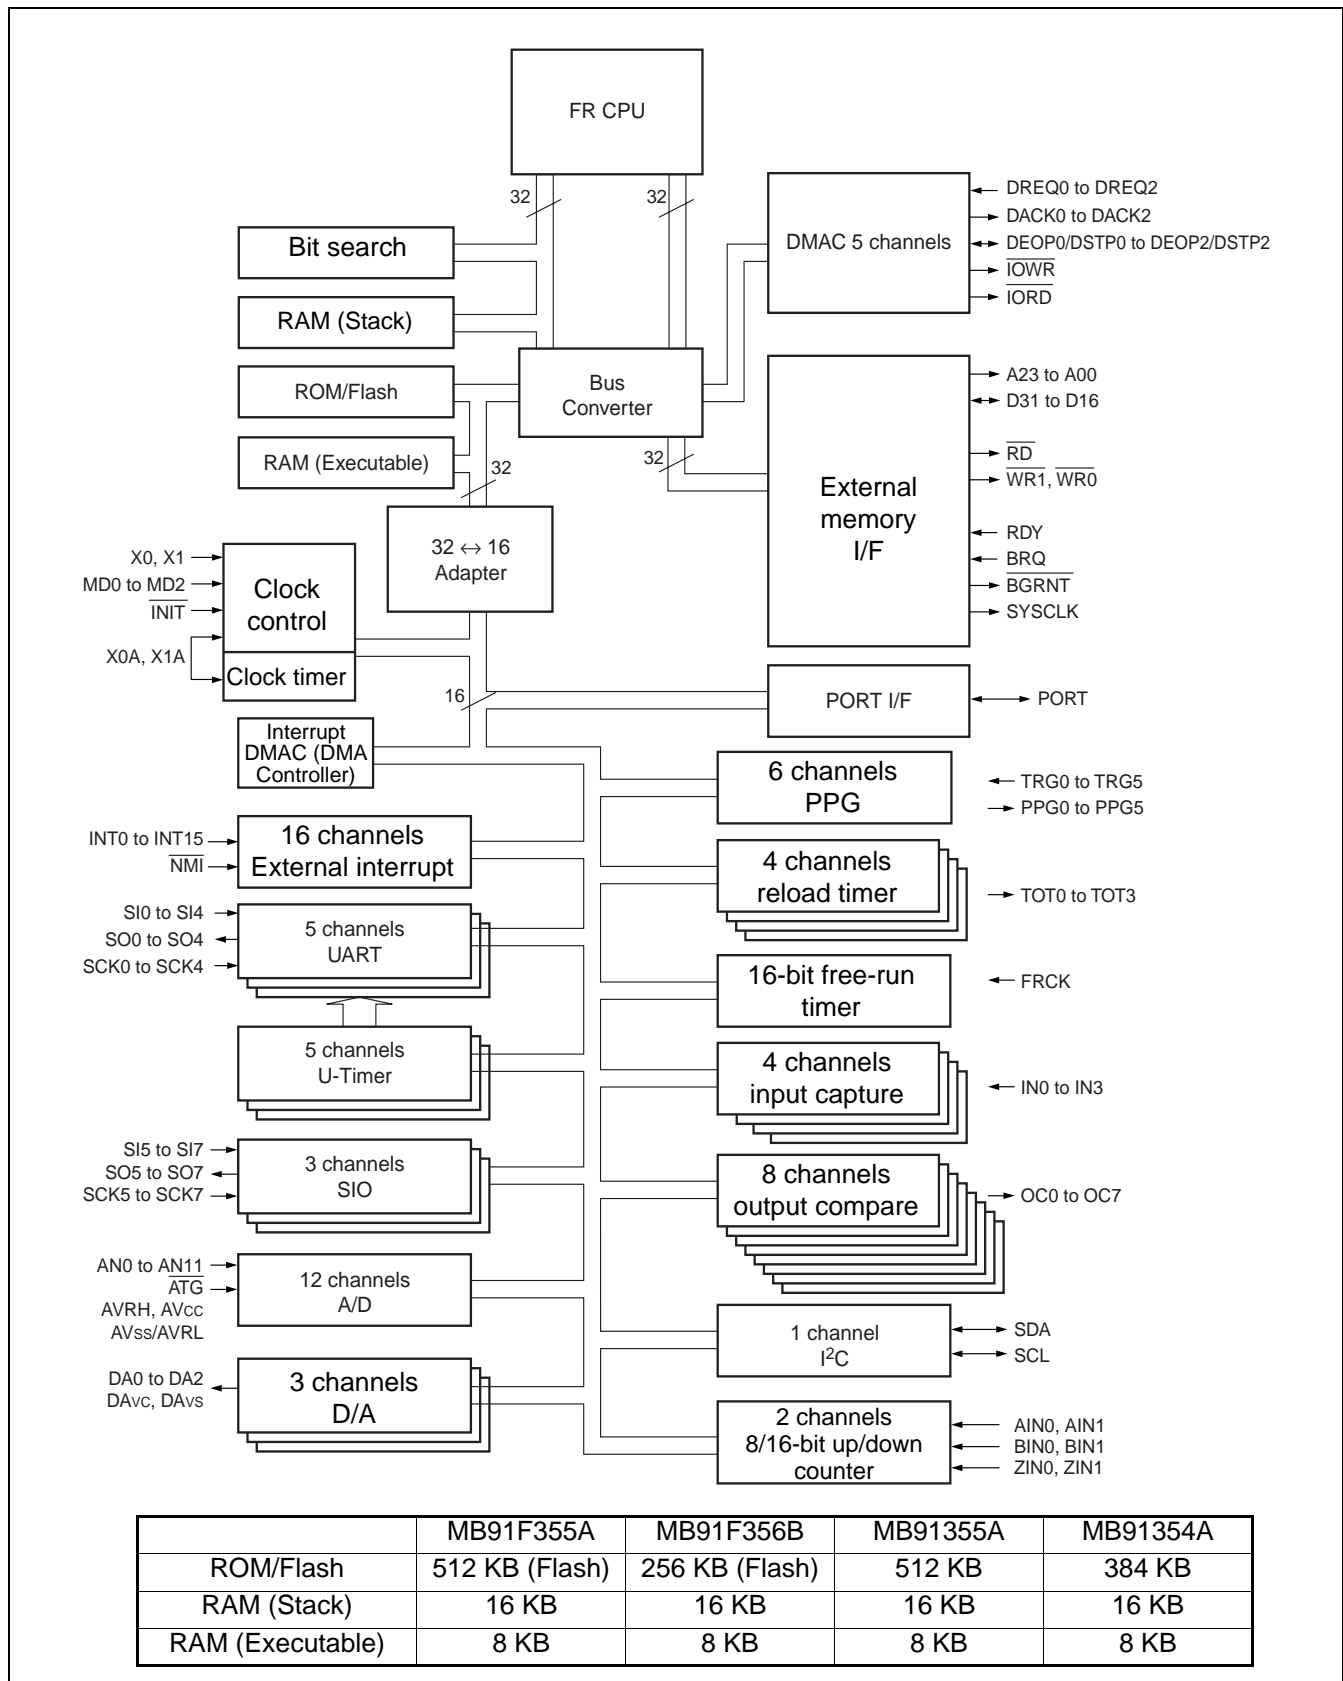 FR CPU
32
32
Bit search
RAM (Stack)
ROM/Flash
RAM (Executable)
Bus
Converter
32
32
DMAC 5 channels
DREQ0 to DREQ2
DACK0 to DACK2
DEOP0/DSTP0 to DEOP2/DSTP2
IOWR
IORD
External
memory
I/F
A23 to A00
D31 to D16
RD
WR1, WR0
RDY
BRQ
BGRNT
SYSCLK
32 ↔ 16
Adapter
X0, X1
MD0 to MD2
INIT
X0A, X1A
Clock
control
Clock timer
16
PORT I/F
PORT
Interrupt
DMAC (DMA
Controller)
6 channels
PPG
TRG0 to TRG5
PPG0 to PPG5
INT0 to INT15
NMI
16 channels
External interrupt
4 channels
reload timer
TOT0 to TOT3
SI0 to SI4
SO0 to SO4
SCK0 to SCK4
5 channels
UART
16-bit free-run
timer
FRCK
5 channels
U-Timer
4 channels
input capture
IN0 to IN3
SI5 to SI7
SO5 to SO7
SCK5 to SCK7
3 channels
SIO
8 channels
output compare
OC0 to OC7
AN0 to AN11
ATG
AVRH, AVCC
AVSS/AVRL
12 channels
A/D
1 channel
I²C
SDA
SCL
DA0 to DA2
DAVC, DAVS
3 channels
D/A
2 channels
8/16-bit up/down
counter
AIN0, AIN1
BIN0, BIN1
ZIN0, ZIN1
MB91F355A MB91F356B MB91355A MB91354A
ROM/Flash 512 KB (Flash) 256 KB (Flash) 512 KB 384 KB
RAM (Stack) 16 KB 16 KB 16 KB 16 KB
RAM (Executable) 8 KB 8 KB 8 KB 8 KB